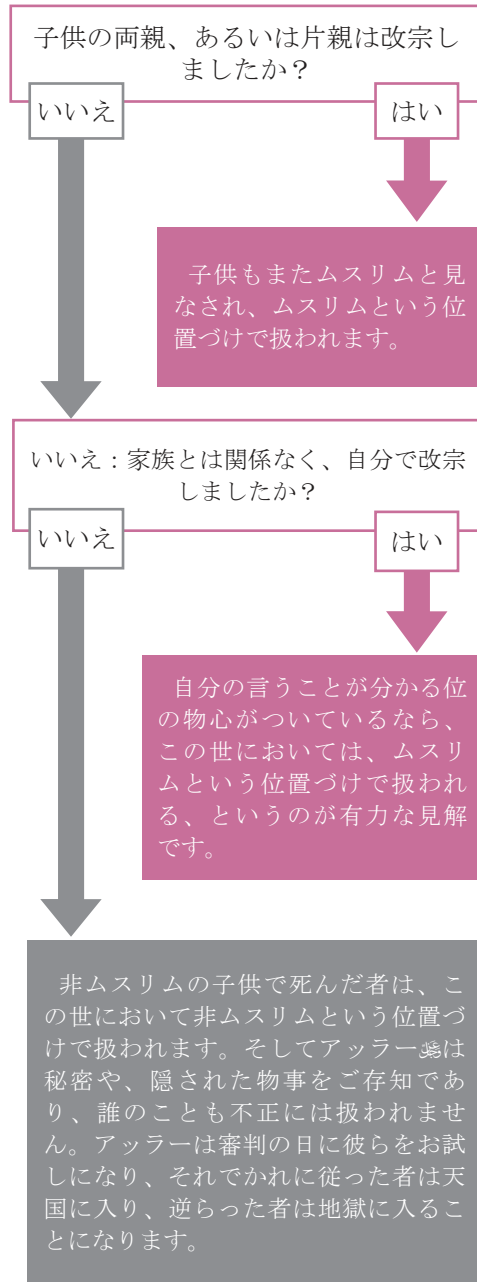 子供の両親、あるいは片親は改宗し
ましたか？
いいえ
はい
子供もまたムスリムと見
なされ、ムスリムという位
置づけで扱われます。
いいえ：家族とは関係なく、自分で改宗
しましたか？
いいえ
はい
自分の言うことが分かる位
の物心がついているなら、
この世においては、ムスリ
ムという位置づけで扱われ
る、というのが有力な見解
です。
非ムスリムの子供で死んだ者は、こ
の世において非ムスリムという位置づ
けで扱われます。そしてアッラーは
秘密や、隠された物事をご存知であ
り、誰のことも不正には扱われませ
ん。アッラーは審判の日に彼らをお試
しになり、それでかれに従った者は天
国に入り、逆らった者は地獄に入るこ
とになります。